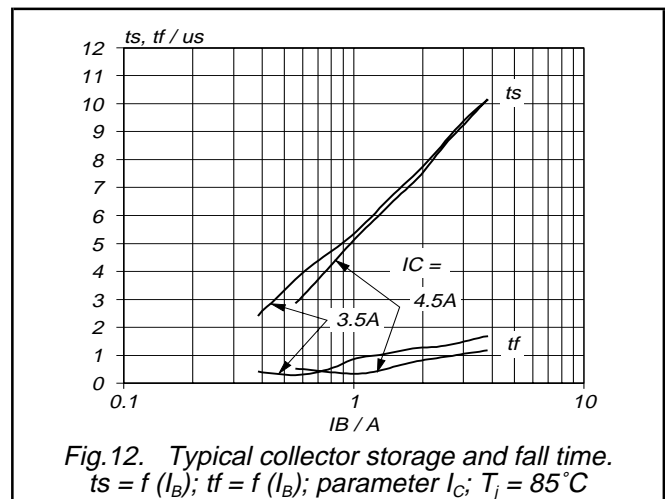 ts, tf / us
12
11
10
9
8
7
6
5
4
3
2
1
0
ts
IC =
3.5A
4.5A
tf
0.1 1 10
IB / A
Fig.12. Typical collector storage and fall time.
ts = f (IB); tf = f (IB); parameter IC; Tj = 85˚C